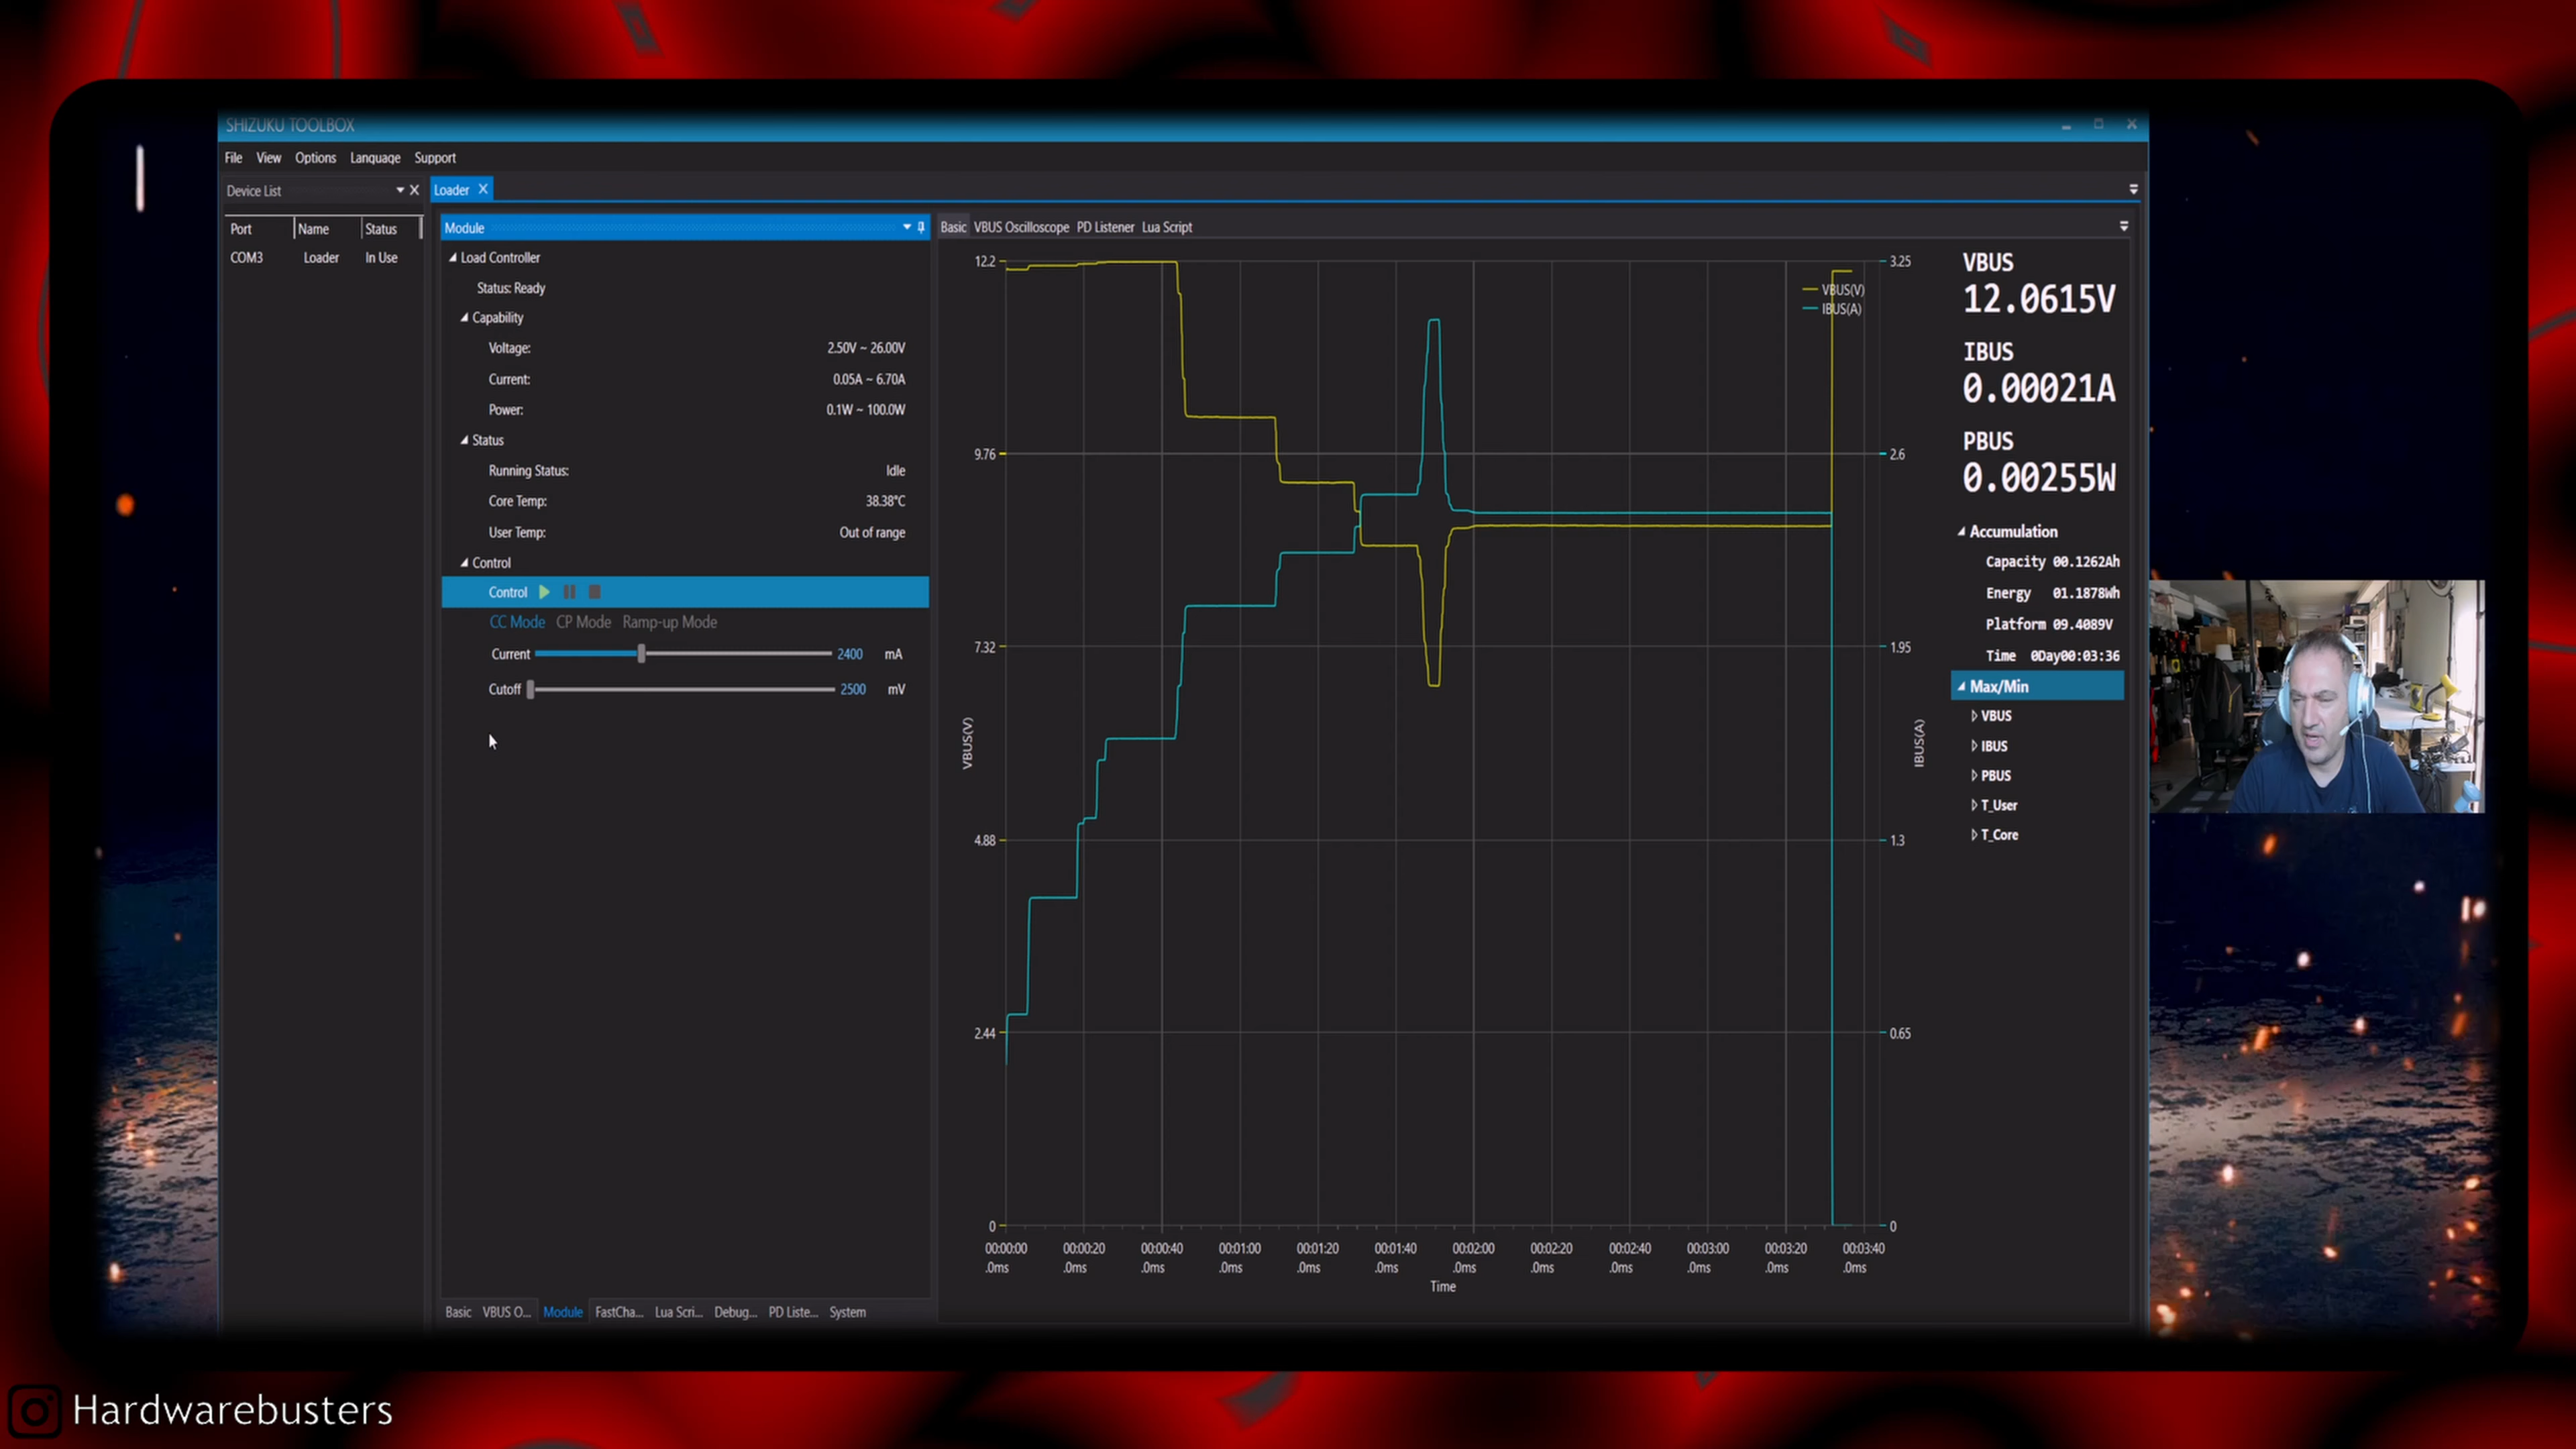 SHIZUKU TOOLBOX
File View Options Language Support
Device List
Port Name Status
COM3 Loader In Use
Loader
Module
Load Controller
Status: Ready
Capability
Voltage: 2.50V ~ 26.00V
Current: 0.05A ~ 6.70A
Power: 0.1W ~ 100.0W
Status
Running Status: Idle
Core Temp: 38.38°C
User Temp: Out of range
Control
Control
CC Mode CP Mode Ramp-up Mode
Current 2400 mA
Cutoff 2500 mV
Basic VBUS O... Module FastCha... Lua Scri... Debug... PD Liste... System
Basic VBUS Oscilloscope PD Listener Lua Script
12.2
9.76
7.32
4.88
2.44
0
VBUS(V)
VBUS(V)
IBUS(A)
3.25
2.6
1.95
1.3
0.65
0
IBUS(A)
00:00:00 00:00:20 00:00:40 00:01:00 00:01:20 00:01:40 00:02:00 00:02:20 00:02:40 00:03:00 00:03:20 00:03:40
.0ms .0ms .0ms .0ms .0ms .0ms .0ms .0ms .0ms .0ms .0ms .0ms
Time
VBUS
12.0615V
IBUS
0.00021A
PBUS
0.00255W
Accumulation
Capacity 00.1262Ah
Energy 01.1878Wh
Platform 09.4089V
Time 0Day00:03:36
Max/Min
VBUS
IBUS
PBUS
T_User
T_Core
Hardwarebusters